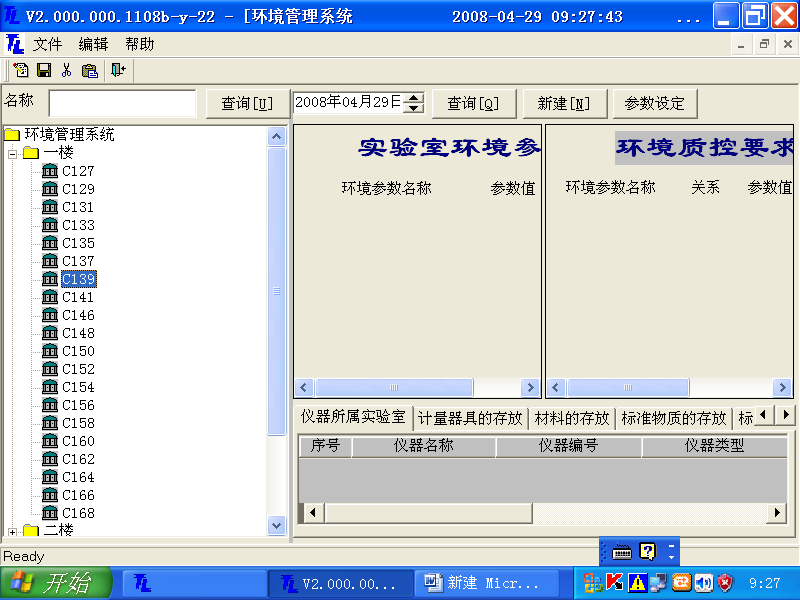 V2.000.000.1108b-y-22 - [环境管理系统 2008-04-29 09:27:43 ...
文件 编辑 帮助
名称 查询[U] 2008年04月29日 查询[Q] 新建[N] 参数设定
环境管理系统
一楼
C127
C129
C131
C133
C135
C137
C139
C141
C146
C148
C150
C152
C154
C156
C158
C160
C162
C164
C166
C168
二楼
实验室环境参
环境参数名称 参数值
环境质控要求
环境参数名称 关系 参数值
仪器所属实验室 计量器具的存放 材料的存放 标准物质的存放 标
序号 仪器名称 仪器编号 仪器类型
Ready
开始 V2.000.00... 新建 Micr... 9:27